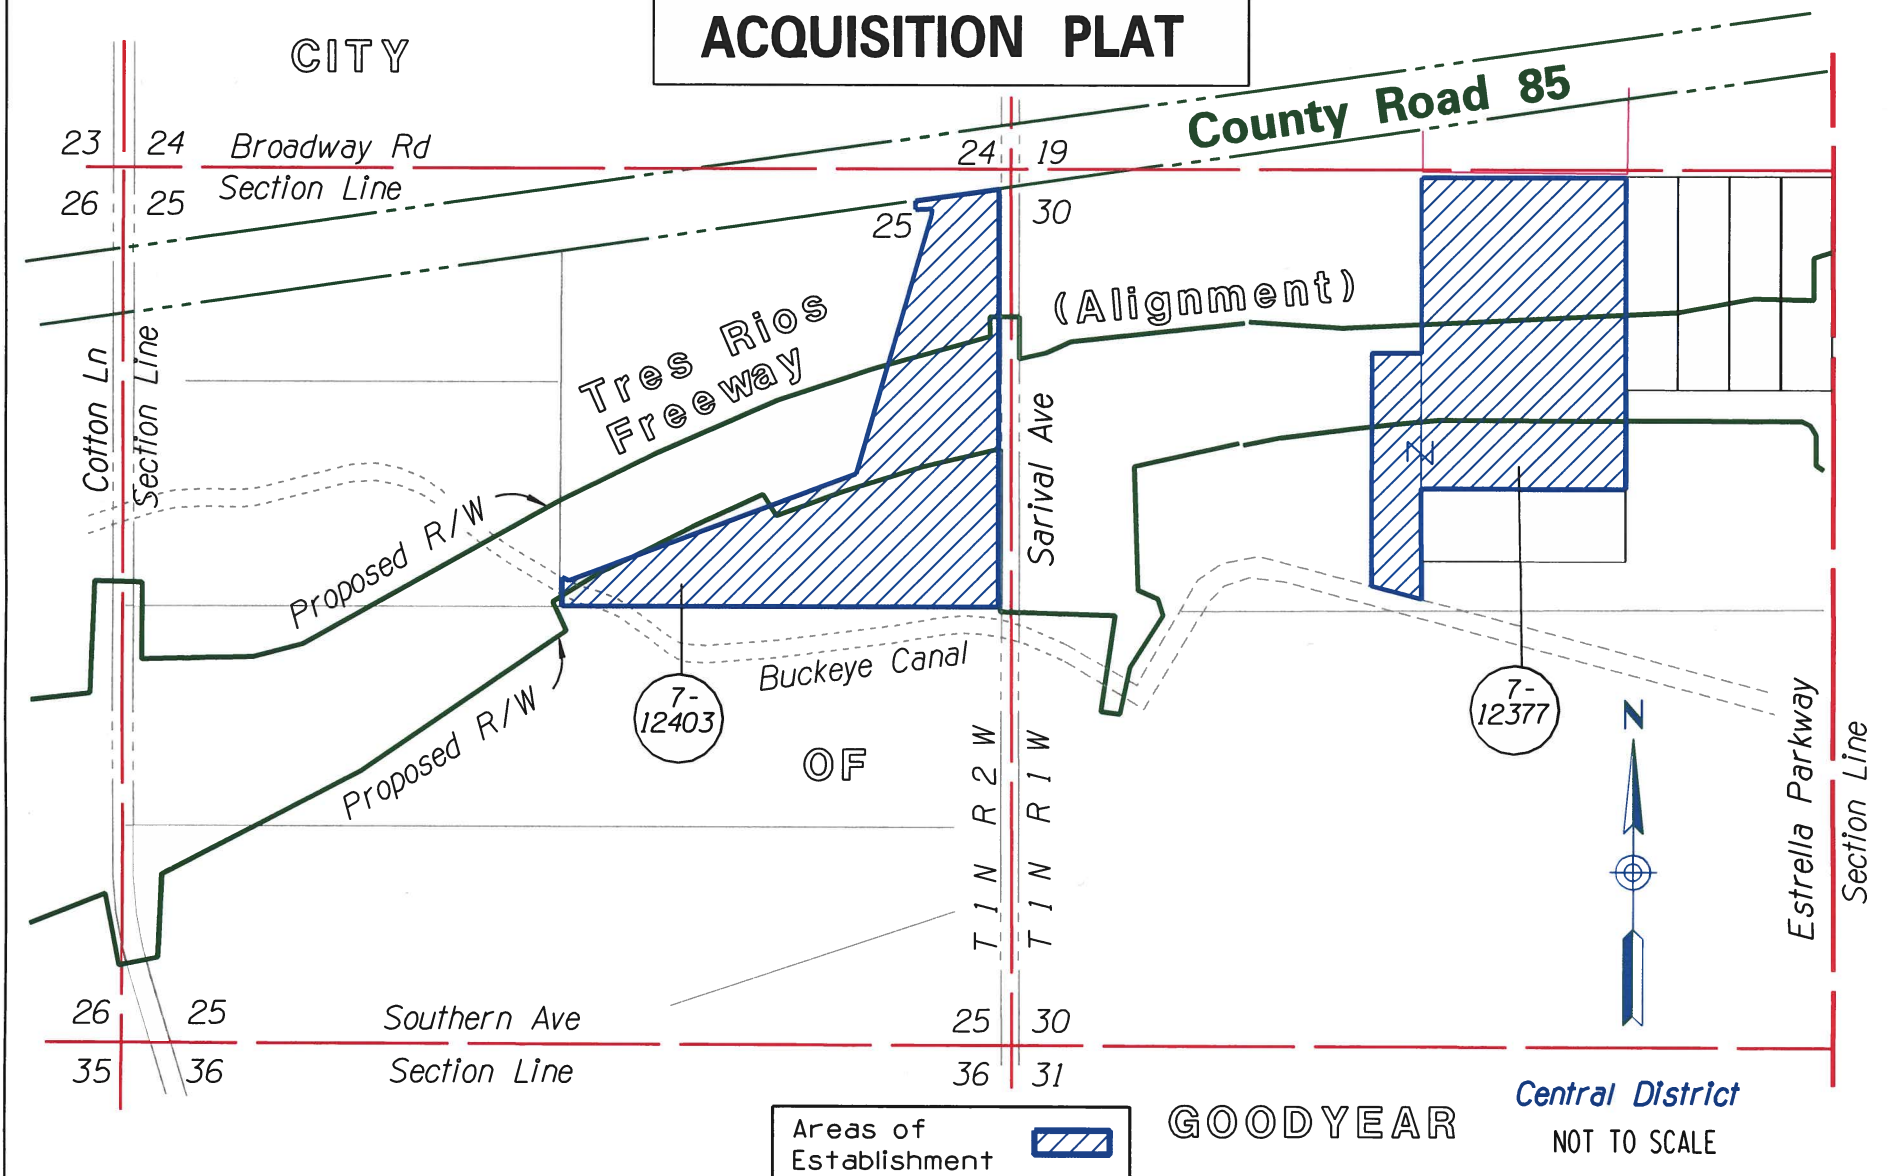 ACQUISITION PLAT
CITY
County Road 85
23 24
Broadway Rd
24 19
26 25
Section Line
25
30
Tres Rios
Freeway
(Alignment)
Cotton Ln
Section Line
Sarival Ave
Proposed R/W
Proposed R/W
Buckeye Canal
7-
12403
7-
12377
OF
N
T 1 N R 2 W
T 1 N R 1 W
Estrella Parkway
Section Line
26 25
Southern Ave
25 30
35 36
Section Line
36 31
GOODYEAR
Central District
NOT TO SCALE
Areas of
Establishment